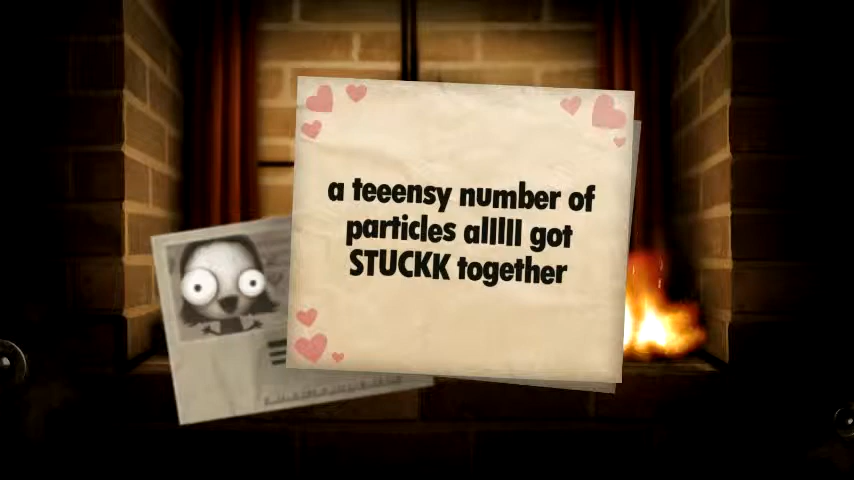 a teeensy number of
particles alllll got
STUCKK together